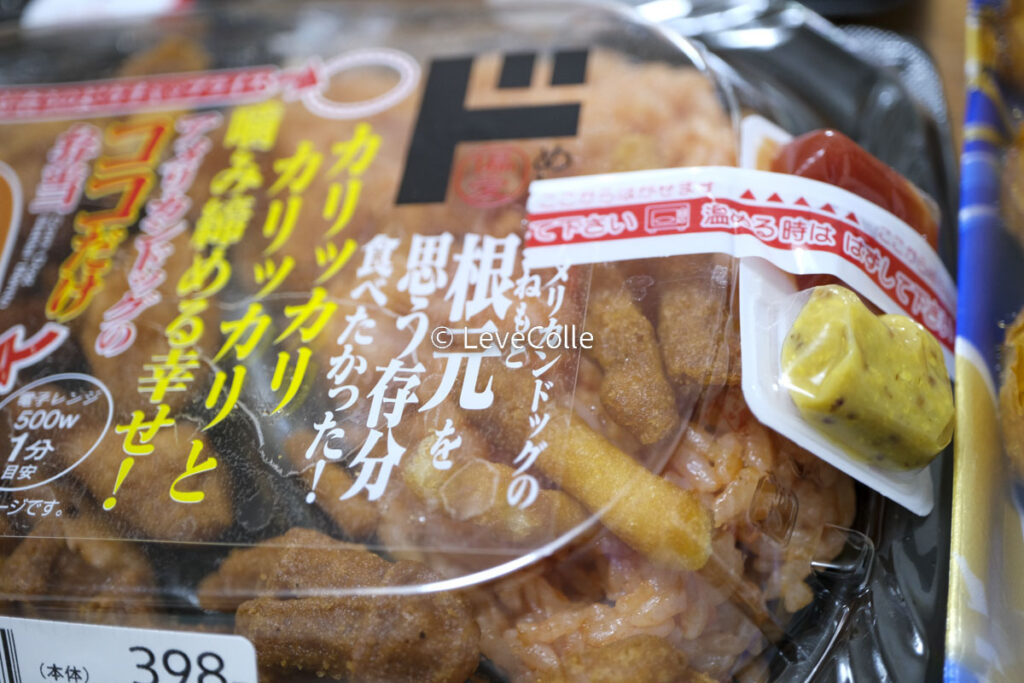 ド
アメリカンドッグの
根元を
ねもと
思う存分
食べたかった!
カリッカリ
カリッカリと
噛み締める幸せ!
アメリカンドッグの
ココだけ
弁当
ここからはがせます
て下さい
温める時は はずして下さい
電子レンジ
500w
1分
目安
ージです。
(本体)
398
© LeveColle